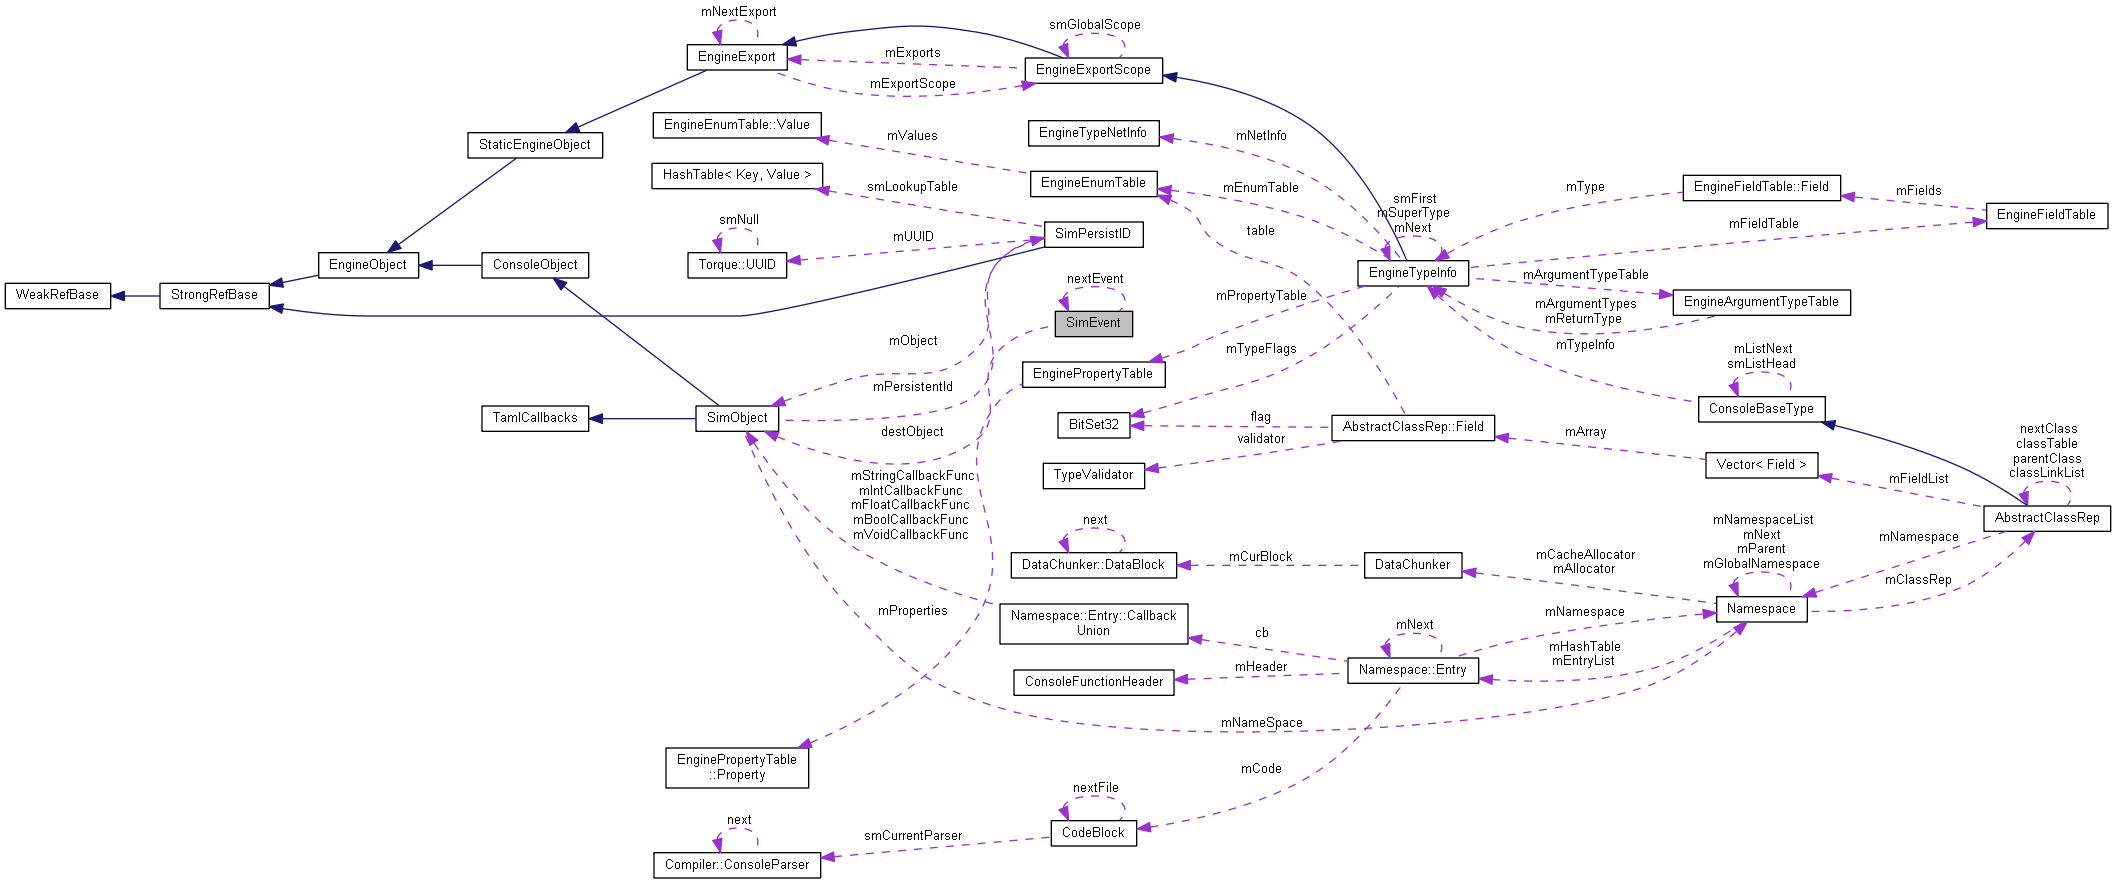 mNextExport
EngineExport
smGlobalScope
mExports
EngineExportScope
mExportScope
EngineEnumTable::Value
mValues
EngineTypeNetInfo
mNetInfo
StaticEngineObject
HashTable< Key, Value >
smLookupTable
EngineEnumTable
mEnumTable
smFirst
mSuperType
mNext
mType
EngineFieldTable::Field
mFields
EngineFieldTable
mFieldTable
smNull
mUUID
SimPersistID
table
Torque::UUID
EngineObject
ConsoleObject
WeakRefBase
StrongRefBase
EngineTypeInfo
mArgumentTypeTable
EngineArgumentTypeTable
mArgumentTypes
mReturnType
nextEvent
SimEvent
mPropertyTable
mObject
mTypeFlags
mTypeInfo
mListNext
smListHead
ConsoleBaseType
EnginePropertyTable
mPersistentId
TamlCallbacks
SimObject
destObject
BitSet32
flag
validator
AbstractClassRep::Field
mArray
TypeValidator
Vector< Field >
mFieldList
nextClass
classTable
parentClass
classLinkList
AbstractClassRep
mStringCallbackFunc
mIntCallbackFunc
mFloatCallbackFunc
mBoolCallbackFunc
mVoidCallbackFunc
next
DataChunker::DataBlock
mCurBlock
DataChunker
mCacheAllocator
mAllocator
mNamespaceList
mNext
mParent
mGlobalNamespace
mNamespace
mClassRep
Namespace
mProperties
Namespace::Entry::Callback
Union
cb
mNext
mNamespace
mHashTable
mEntryList
Namespace::Entry
mHeader
ConsoleFunctionHeader
mNameSpace
EnginePropertyTable
::Property
mCode
nextFile
CodeBlock
smCurrentParser
next
Compiler::ConsoleParser